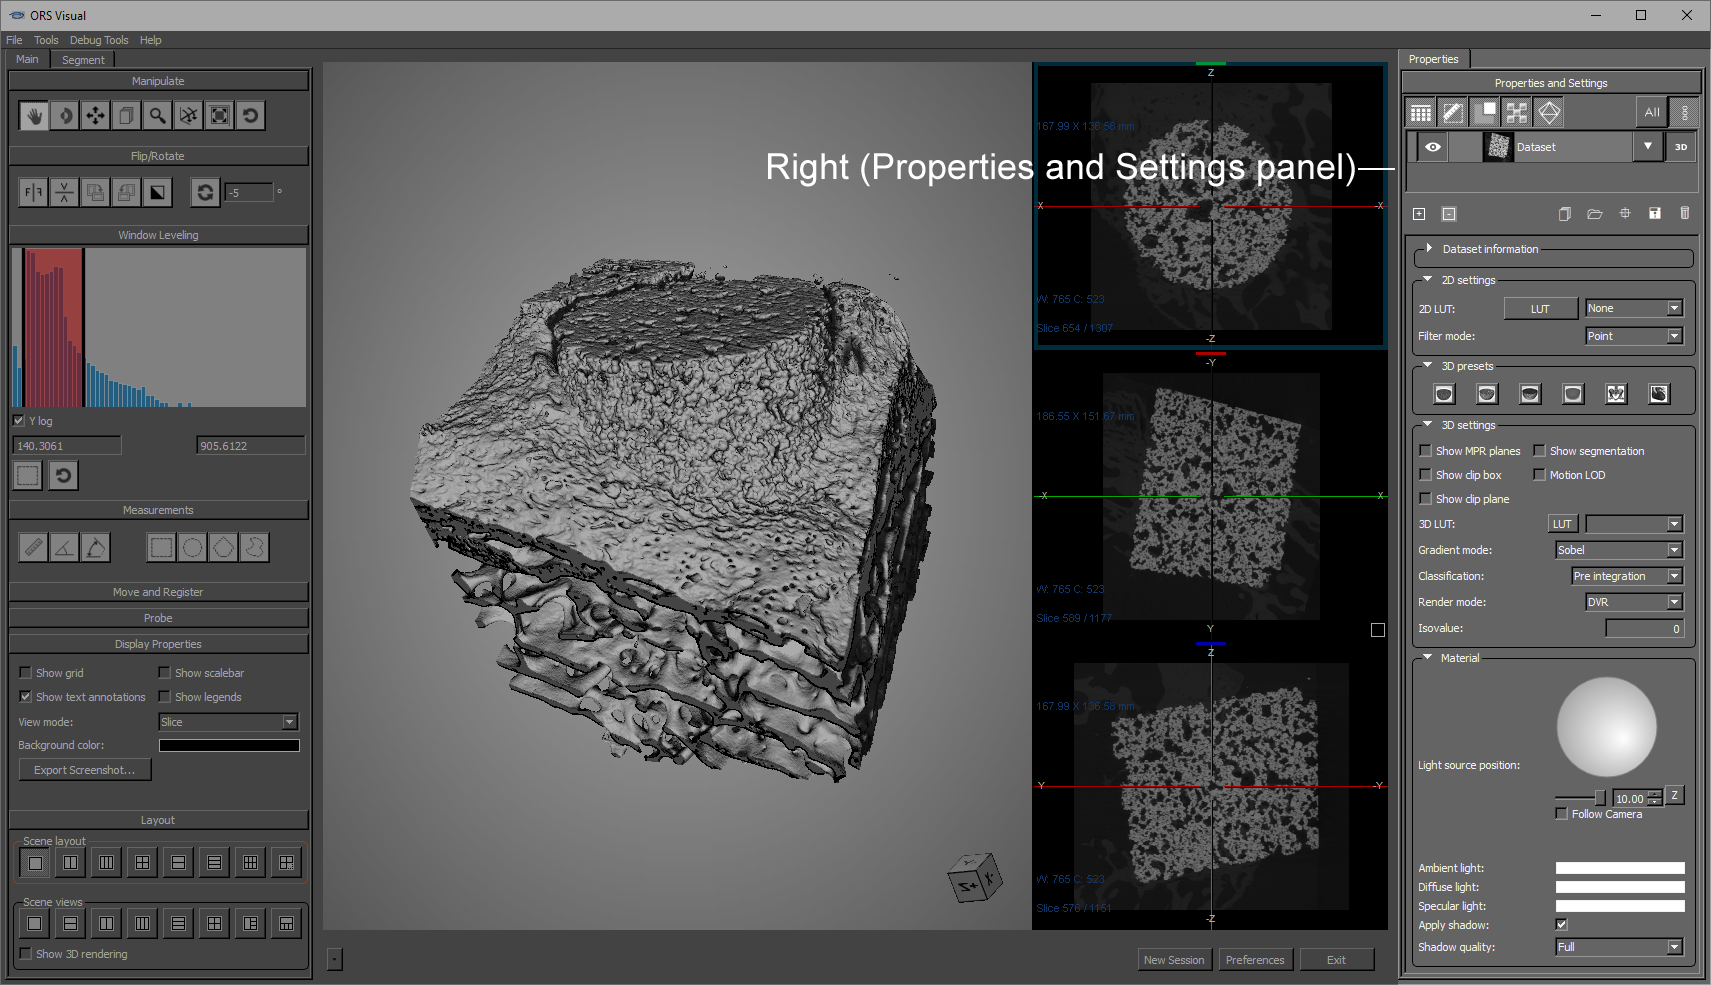 ORS Visual
File Tools Debug Tools Help
Main Segment
Manipulate
Flip/Rotate
-5 °
Window Leveling
Y log
140.3061 905.6122
Measurements
Move and Register
Probe
Display Properties
Show grid Show scalebar
Show text annotations Show legends
View mode: Slice
Background color:
Export Screenshot...
Layout
Scene layout
Scene views
Show 3D rendering
Z
167.99 X 136.58 mm
Right (Properties and Settings panel)
X -X
W: 765 C: 523
Slice 654 / 1307
-Z
-Y
186.55 X 151.67 mm
-X X
W: 765 C: 523
Slice 589 / 1177
Y
Z
167.99 X 136.58 mm
Y -Y
W: 765 C: 523
Slice 576 / 1151
-Z
Z+ X-
- New Session Preferences Exit
Properties
Properties and Settings
All
Dataset 3D
Dataset information
2D settings
2D LUT: LUT None
Filter mode: Point
3D presets
3D settings
Show MPR planes Show segmentation
Show clip box Motion LOD
Show clip plane
3D LUT: LUT
Gradient mode: Sobel
Classification: Pre integration
Render mode: DVR
Isovalue: 0
Material
Light source position:
10.00 Z
Follow Camera
Ambient light:
Diffuse light:
Specular light:
Apply shadow:
Shadow quality: Full